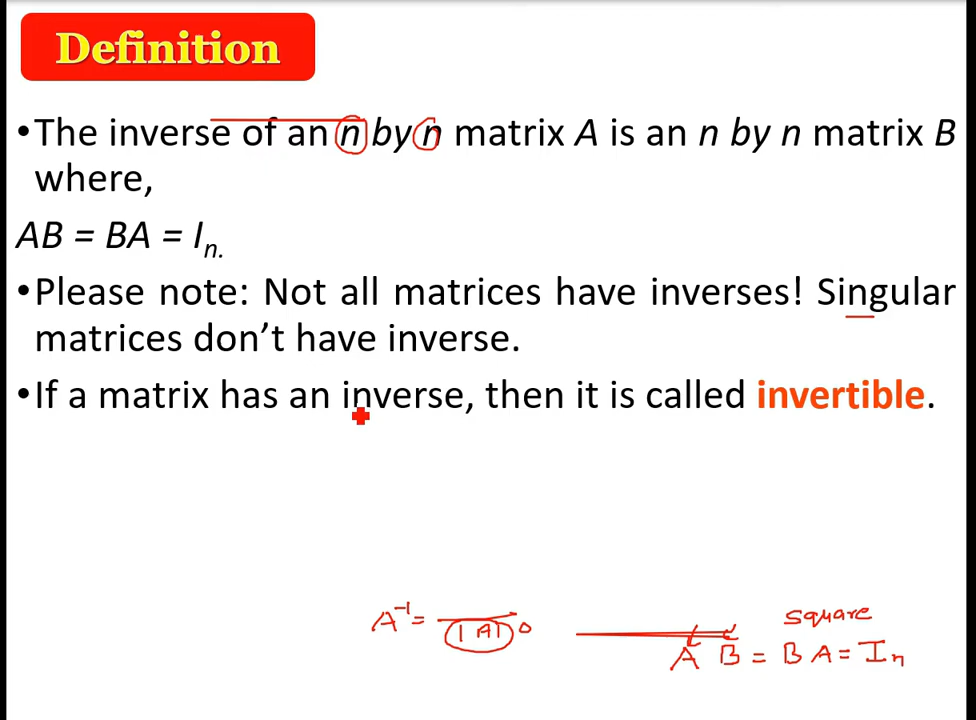 Definition
•The inverse of an n by n matrix A is an n by n matrix B
where,
AB = BA = Iₙ.
•Please note: Not all matrices have inverses! Singular
matrices don’t have inverse.
•If a matrix has an inverse, then it is called invertible.
square
A⁻¹ = |A| 0
A B = B A = Iₙ